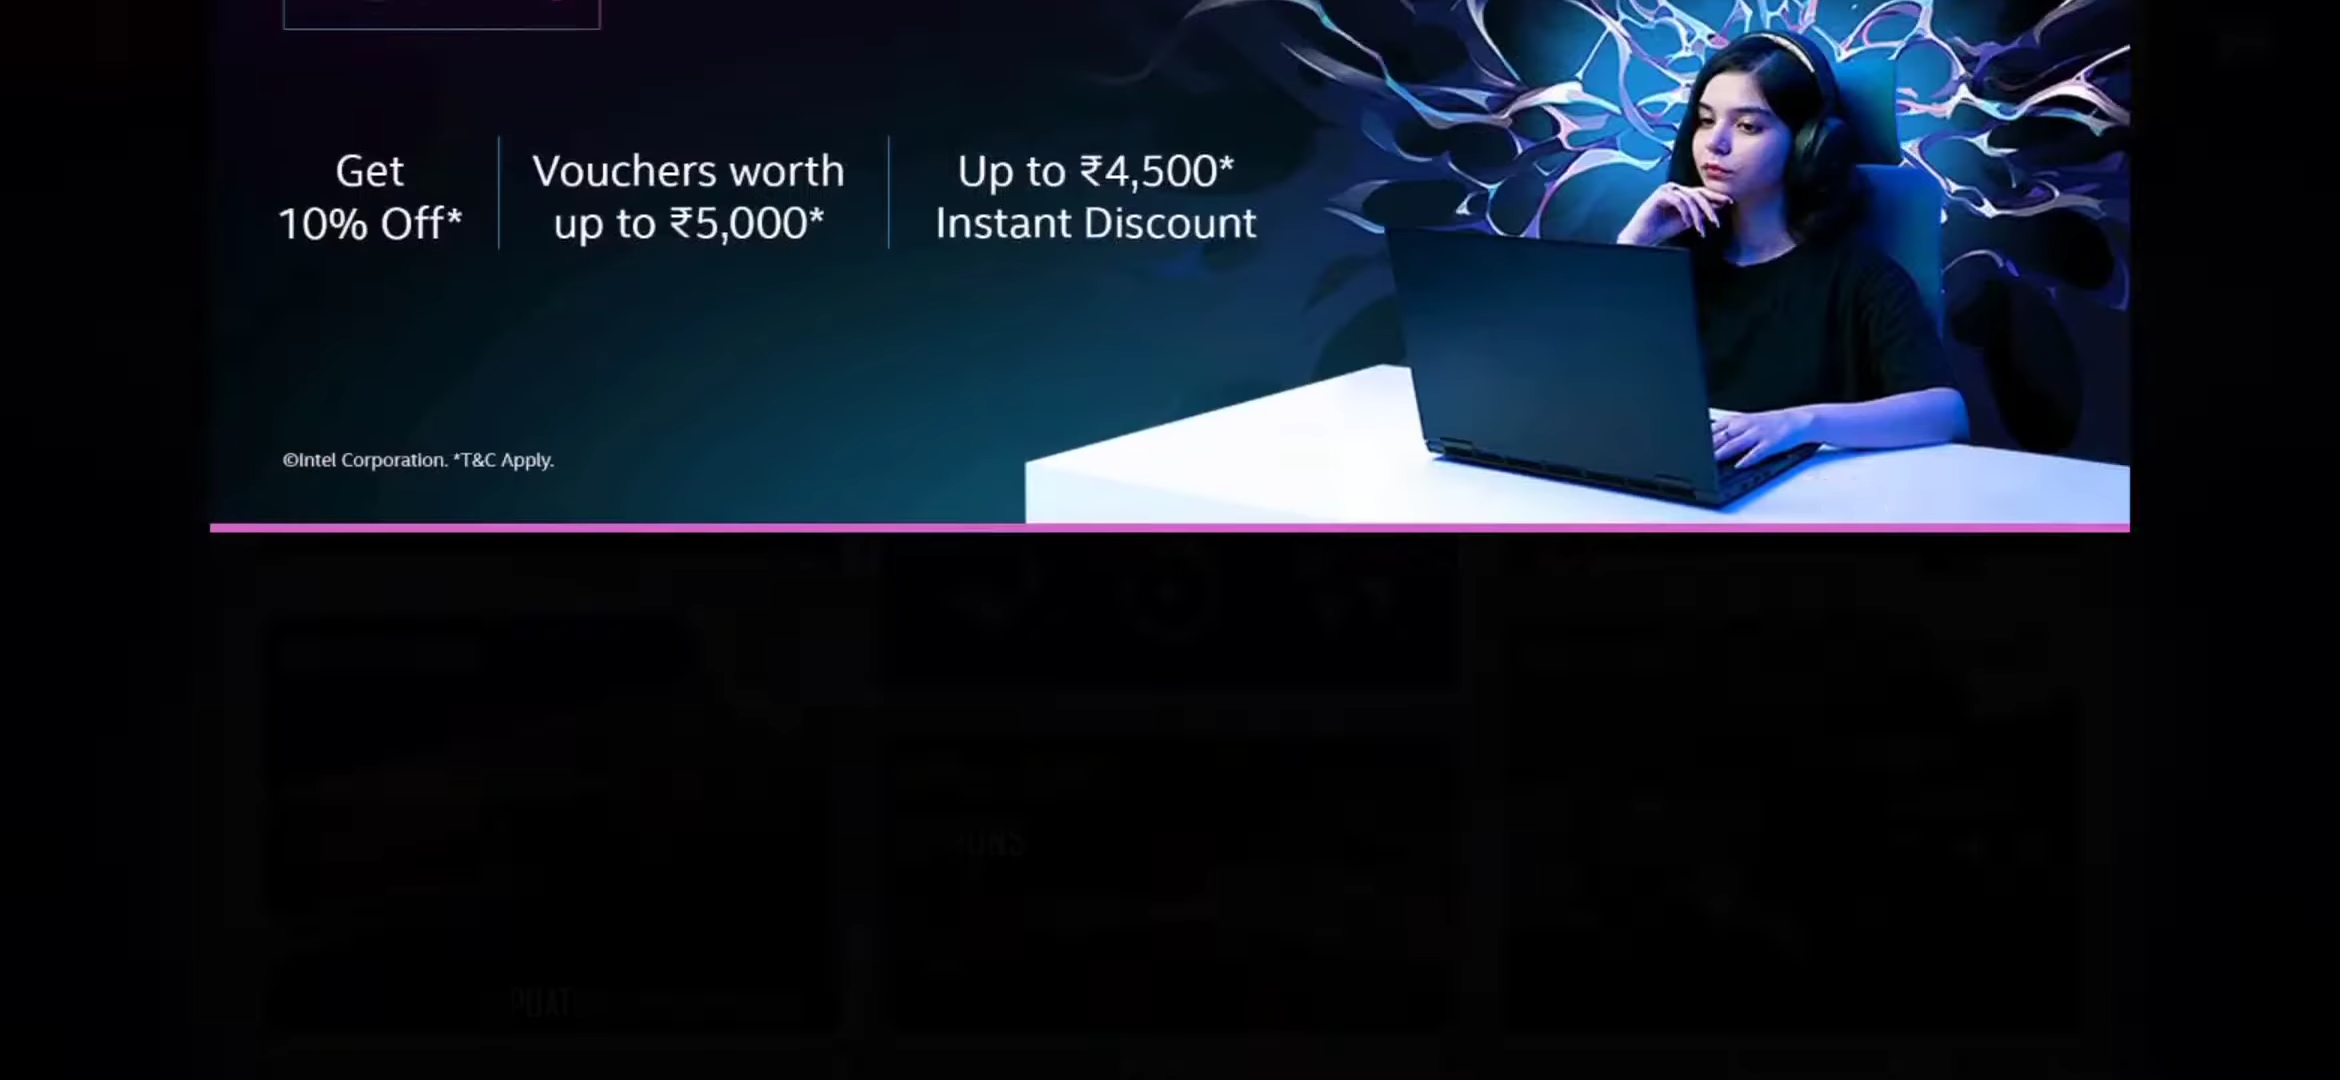 Get
10% Off*
Vouchers worth
up to ₹5,000*
Up to ₹4,500*
Instant Discount
©Intel Corporation. *T&C Apply.